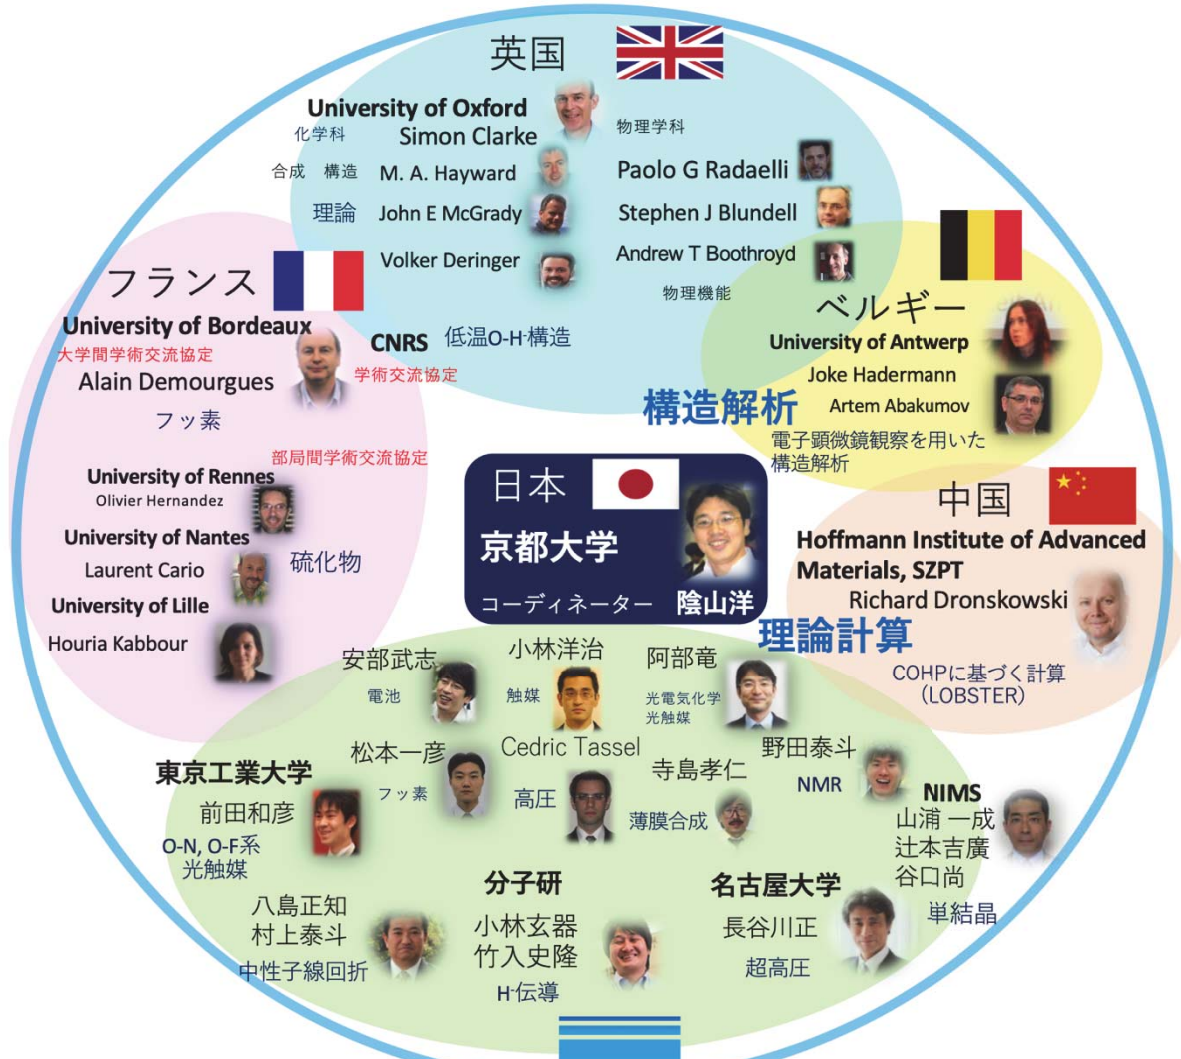 英国
University of Oxford
化学科
Simon Clarke
合成 構造
M. A. Hayward
理論
John E McGrady
Volker Deringer
物理学科
Paolo G Radaelli
Stephen J Blundell
Andrew T Boothroyd
物理機能
フランス
University of Bordeaux
大学間学術交流協定
Alain Demourgues
フッ素
CNRS
低温O-H-構造
学術交流協定
部局間学術交流協定
University of Rennes
Olivier Hernandez
University of Nantes
Laurent Cario
硫化物
University of Lille
Houria Kabbour
ベルギー
University of Antwerp
Joke Hadermann
Artem Abakumov
電子顕微鏡観察を用いた
構造解析
構造解析
日本
京都大学
コーディネーター 陰山洋
中国
Hoffmann Institute of Advanced
Materials, SZPT
Richard Dronskowski
COHPに基づく計算
（LOBSTER）
理論計算
安部武志
電池
小林洋治
触媒
阿部竜
光電気化学
光触媒
松本一彦
フッ素
Cedric Tassel
高圧
寺島孝仁
薄膜合成
野田泰斗
NMR
東京工業大学
前田和彦
O-N, O-F系
光触媒
八島正知
村上泰斗
中性子線回折
分子研
小林玄器
竹入史隆
H-伝導
名古屋大学
長谷川正
超高圧
NIMS
山浦 一成
辻本吉廣
谷口尚
単結晶